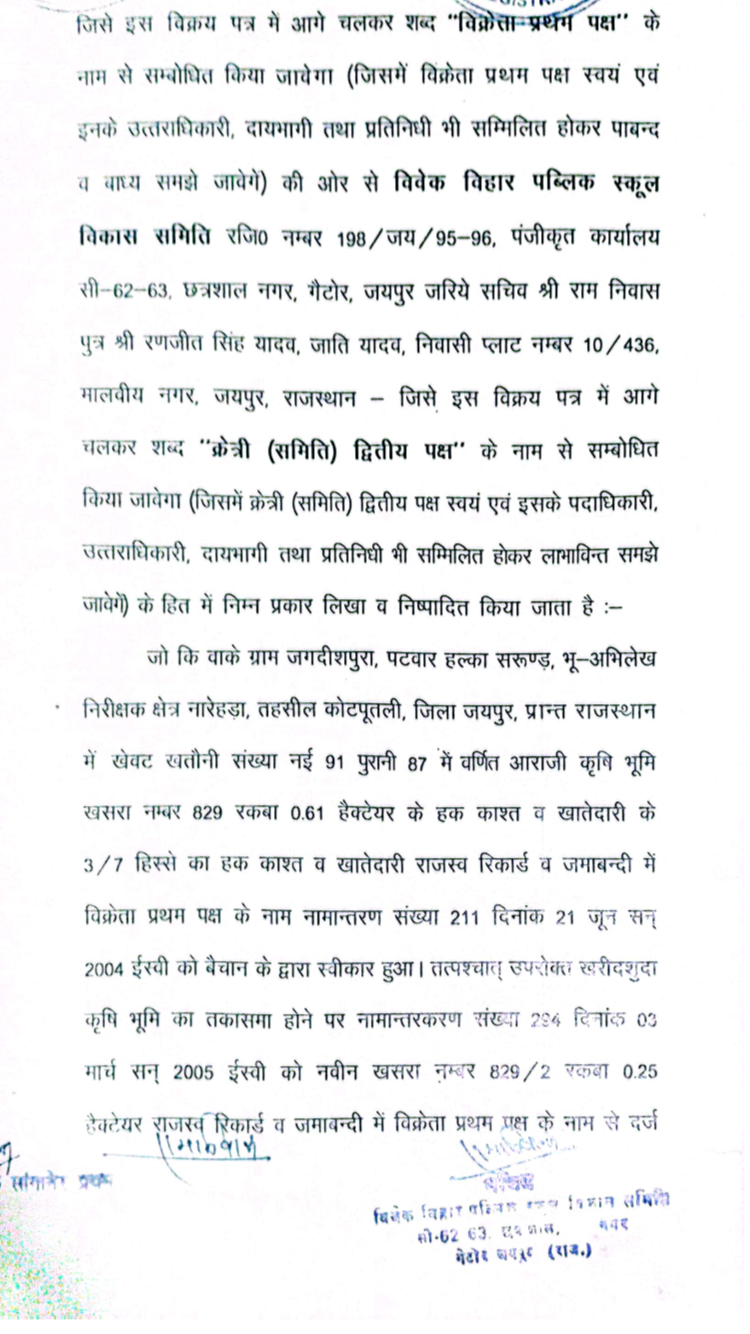 जिसे इस विक्रय पत्र में आगे चलकर शब्द "विक्रेता प्रथम पक्ष" के
नाम से सम्बोधित किया जावेगा (जिसमें विक्रेता प्रथम पक्ष स्वयं एवं
इनके उत्तराधिकारी, दायभागी तथा प्रतिनिधी भी सम्मिलित होकर पाबन्द
व बाध्य समझे जावेगें) की ओर से विवेक विहार पब्लिक स्कूल
विकास समिति रजि0 नम्बर 198/जय/95–96, पंजीकृत कार्यालय
सी–62–63, छत्रशाल नगर, गैटोर, जयपुर जरिये सचिव श्री राम निवास
पुत्र श्री रणजीत सिंह यादव, जाति यादव, निवासी प्लाट नम्बर 10/436,
मालवीय नगर, जयपुर, राजस्थान – जिसे इस विक्रय पत्र में आगे
चलकर शब्द "क्रेत्री (समिति) द्वितीय पक्ष" के नाम से सम्बोधित
किया जावेगा (जिसमें क्रेत्री (समिति) द्वितीय पक्ष स्वयं एवं इसके पदाधिकारी,
उत्तराधिकारी, दायभागी तथा प्रतिनिधी भी सम्मिलित होकर लाभाविन्त समझे
जावेगें) के हित में निम्न प्रकार लिखा व निष्पादित किया जाता है :–
जो कि वाके ग्राम जगदीशपुरा, पटवार हल्का सरूण्ड, भू–अभिलेख
निरीक्षक क्षेत्र नारेहड़ा, तहसील कोटपूतली, जिला जयपुर, प्रान्त राजस्थान
में खेवट खतौनी संख्या नई 91 पुरानी 87 में वर्णित आराजी कृषि भूमि
खसरा नम्बर 829 रकबा 0.61 हैक्टेयर के हक काश्त व खातेदारी के
3/7 हिस्से का हक काश्त व खातेदारी राजस्व रिकार्ड व जमाबन्दी में
विक्रेता प्रथम पक्ष के नाम नामान्तरण संख्या 211 दिनांक 21 जून सन्
2004 ईस्वी को बैचान के द्वारा स्वीकार हुआ। तत्पश्चात् उपरोक्त खरीदशुदा
कृषि भूमि का तकासमा होने पर नामान्तरकरण संख्या 294 दिनांक 03
मार्च सन् 2005 ईस्वी को नवीन खसरा नम्बर 829/2 रकबा 0.25
हैक्टेयर राजस्व रिकार्ड व जमाबन्दी में विक्रेता प्रथम पक्ष के नाम से दर्ज
सांगानेर प्रथम
सचिव
विवेक विहार पब्लिक स्कूल विकास समिति
सी-62 63,
(राज.)